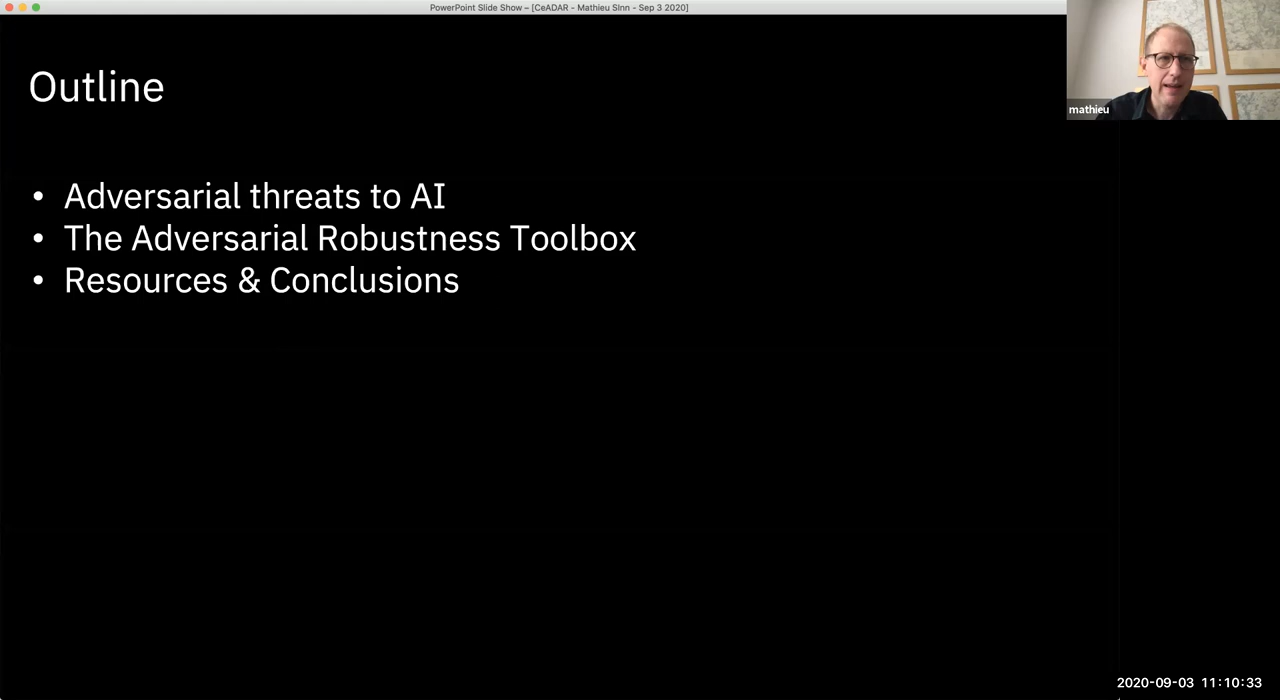 PowerPoint Slide Show – [CeADAR - Mathieu SInn - Sep 3 2020]
Outline
mathieu
• Adversarial threats to AI
• The Adversarial Robustness Toolbox
• Resources & Conclusions
2020-09-03 11:10:33